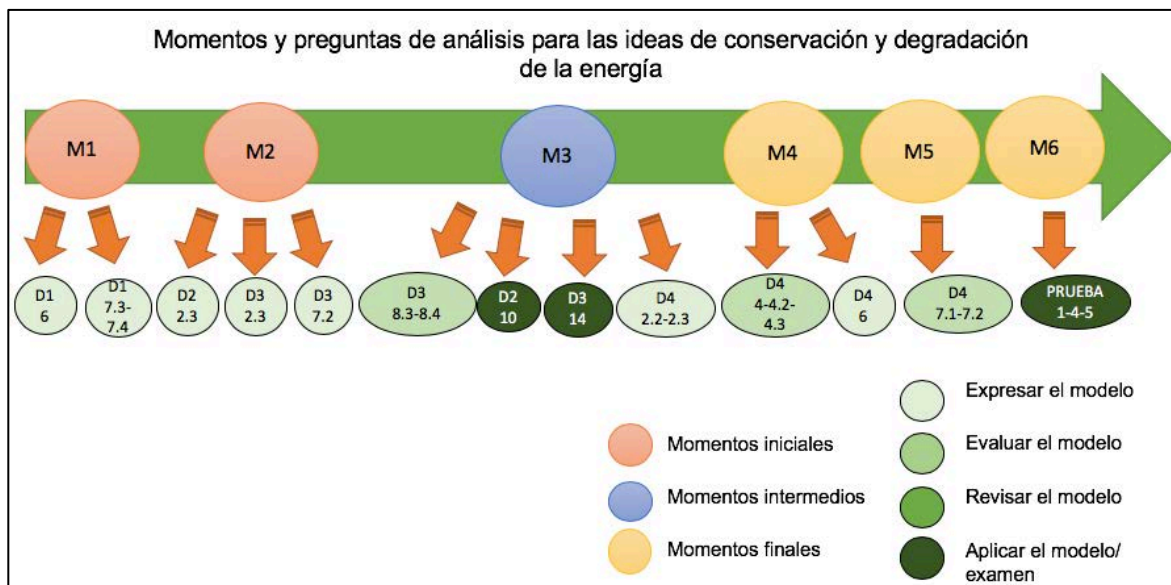 Momentos y preguntas de análisis para las ideas de conservación y degradación
de la energía
M1
M2
M3
M4
M5
M6
D1
6
D1
7.3-
7.4
D2
2.3
D3
2.3
D3
7.2
D3
8.3-8.4
D2
10
D3
14
D4
2.2-2.3
D4
4-4.2-
4.3
D4
6
D4
7.1-7.2
PRUEBA
1-4-5
Momentos iniciales
Momentos intermedios
Momentos finales
Expresar el modelo
Evaluar el modelo
Revisar el modelo
Aplicar el modelo/
examen